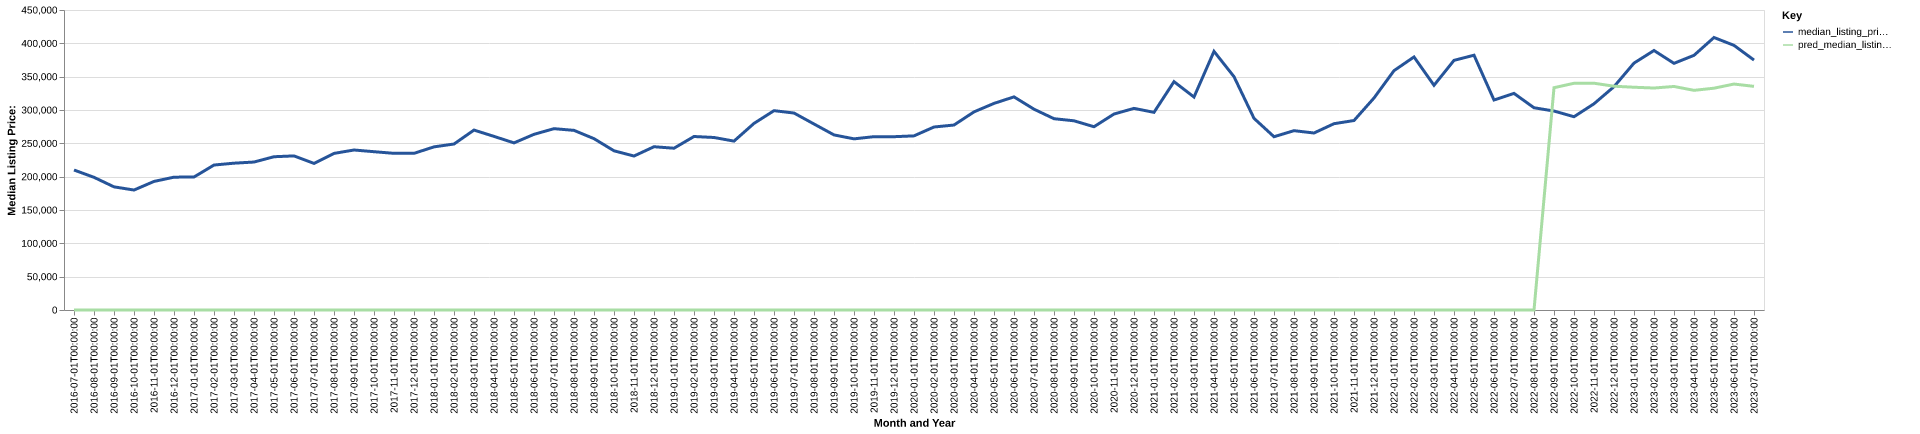 450,000
400,000
350,000
300,000
250,000
200,000
150,000
100,000
50,000
0
Median Listing Price:
2016-07-01T00:00:00
2016-08-01T00:00:00
2016-09-01T00:00:00
2016-10-01T00:00:00
2016-11-01T00:00:00
2016-12-01T00:00:00
2017-01-01T00:00:00
2017-02-01T00:00:00
2017-03-01T00:00:00
2017-04-01T00:00:00
2017-05-01T00:00:00
2017-06-01T00:00:00
2017-07-01T00:00:00
2017-08-01T00:00:00
2017-09-01T00:00:00
2017-10-01T00:00:00
2017-11-01T00:00:00
2017-12-01T00:00:00
2018-01-01T00:00:00
2018-02-01T00:00:00
2018-03-01T00:00:00
2018-04-01T00:00:00
2018-05-01T00:00:00
2018-06-01T00:00:00
2018-07-01T00:00:00
2018-08-01T00:00:00
2018-09-01T00:00:00
2018-10-01T00:00:00
2018-11-01T00:00:00
2018-12-01T00:00:00
2019-01-01T00:00:00
2019-02-01T00:00:00
2019-03-01T00:00:00
2019-04-01T00:00:00
2019-05-01T00:00:00
2019-06-01T00:00:00
2019-07-01T00:00:00
2019-08-01T00:00:00
2019-09-01T00:00:00
2019-10-01T00:00:00
2019-11-01T00:00:00
2019-12-01T00:00:00
2020-01-01T00:00:00
2020-02-01T00:00:00
2020-03-01T00:00:00
2020-04-01T00:00:00
2020-05-01T00:00:00
2020-06-01T00:00:00
2020-07-01T00:00:00
2020-08-01T00:00:00
2020-09-01T00:00:00
2020-10-01T00:00:00
2020-11-01T00:00:00
2020-12-01T00:00:00
2021-01-01T00:00:00
2021-02-01T00:00:00
2021-03-01T00:00:00
2021-04-01T00:00:00
2021-05-01T00:00:00
2021-06-01T00:00:00
2021-07-01T00:00:00
2021-08-01T00:00:00
2021-09-01T00:00:00
2021-10-01T00:00:00
2021-11-01T00:00:00
2021-12-01T00:00:00
2022-01-01T00:00:00
2022-02-01T00:00:00
2022-03-01T00:00:00
2022-04-01T00:00:00
2022-05-01T00:00:00
2022-06-01T00:00:00
2022-07-01T00:00:00
2022-08-01T00:00:00
2022-09-01T00:00:00
2022-10-01T00:00:00
2022-11-01T00:00:00
2022-12-01T00:00:00
2023-01-01T00:00:00
2023-02-01T00:00:00
2023-03-01T00:00:00
2023-04-01T00:00:00
2023-05-01T00:00:00
2023-06-01T00:00:00
2023-07-01T00:00:00
Month and Year
Key
median_listing_pri…
pred_median_listin…